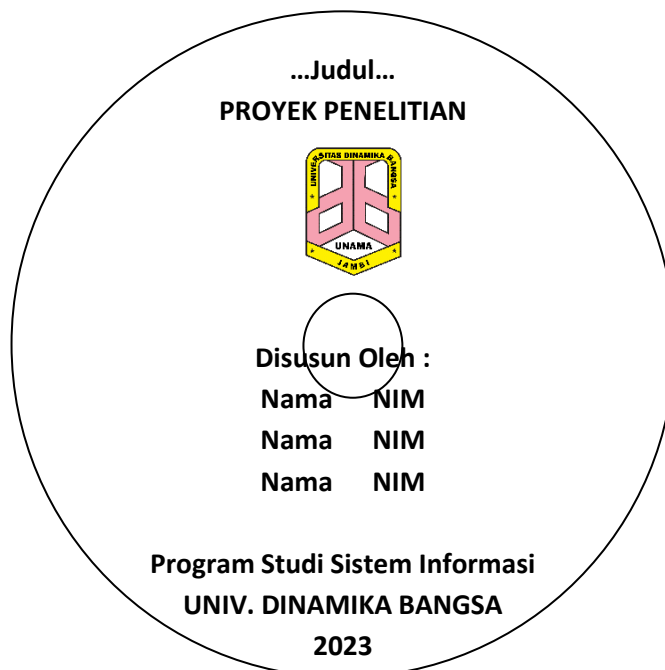 ...Judul...
PROYEK PENELITIAN
UNIVERSITAS DINAMIKA BANGSA
UNAMA
JAMBI
Disusun Oleh :
Nama NIM
Nama NIM
Nama NIM
Program Studi Sistem Informasi
UNIV. DINAMIKA BANGSA
2023